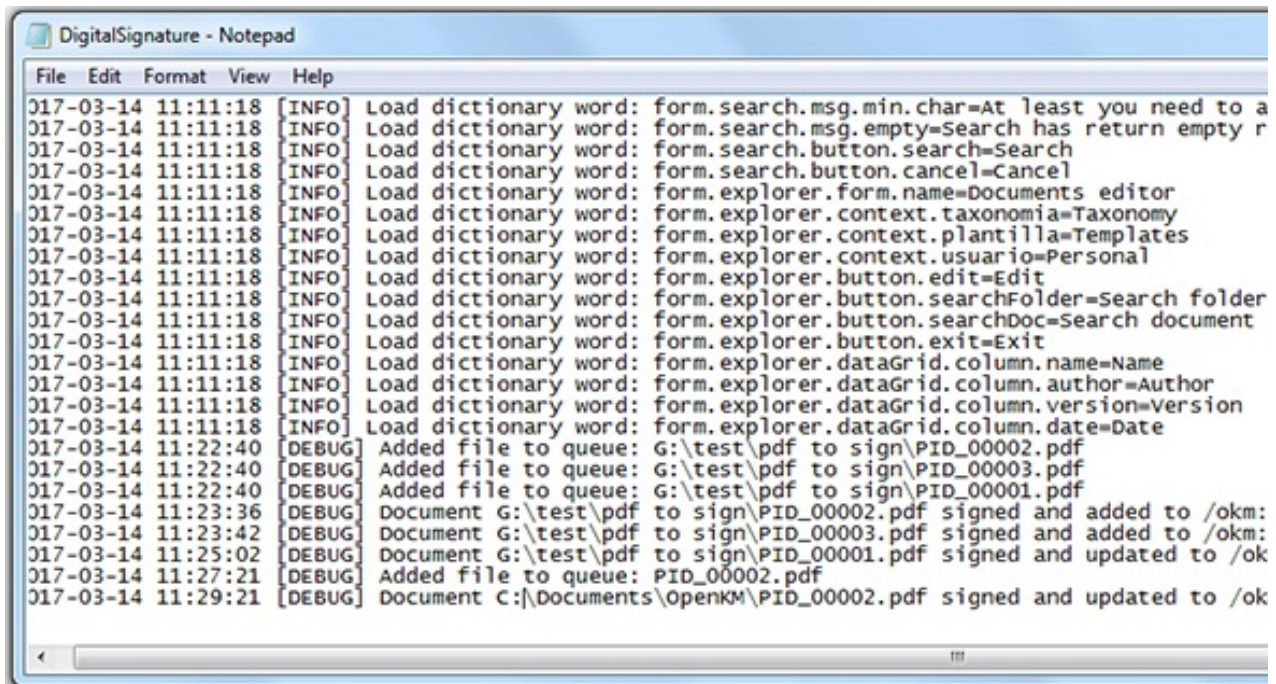 DigitalSignature - Notepad
File Edit Format View Help
017-03-14 11:11:18 [INFO] Load dictionary word: form.search.msg.min.char=At least you need to a
017-03-14 11:11:18 [INFO] Load dictionary word: form.search.msg.empty=Search has return empty r
017-03-14 11:11:18 [INFO] Load dictionary word: form.search.button.search=Search
017-03-14 11:11:18 [INFO] Load dictionary word: form.search.button.cancel=Cancel
017-03-14 11:11:18 [INFO] Load dictionary word: form.explorer.form.name=Documents editor
017-03-14 11:11:18 [INFO] Load dictionary word: form.explorer.context.taxonomia=Taxonomy
017-03-14 11:11:18 [INFO] Load dictionary word: form.explorer.context.plantilla=Templates
017-03-14 11:11:18 [INFO] Load dictionary word: form.explorer.context.usuario=Personal
017-03-14 11:11:18 [INFO] Load dictionary word: form.explorer.button.edit=Edit
017-03-14 11:11:18 [INFO] Load dictionary word: form.explorer.button.searchFolder=Search folder
017-03-14 11:11:18 [INFO] Load dictionary word: form.explorer.button.searchDoc=Search document
017-03-14 11:11:18 [INFO] Load dictionary word: form.explorer.button.exit=Exit
017-03-14 11:11:18 [INFO] Load dictionary word: form.explorer.dataGrid.column.name=Name
017-03-14 11:11:18 [INFO] Load dictionary word: form.explorer.dataGrid.column.author=Author
017-03-14 11:11:18 [INFO] Load dictionary word: form.explorer.dataGrid.column.version=Version
017-03-14 11:11:18 [INFO] Load dictionary word: form.explorer.dataGrid.column.date=Date
017-03-14 11:22:40 [DEBUG] Added file to queue: G:\test\pdf to sign\PID_00002.pdf
017-03-14 11:22:40 [DEBUG] Added file to queue: G:\test\pdf to sign\PID_00003.pdf
017-03-14 11:22:40 [DEBUG] Added file to queue: G:\test\pdf to sign\PID_00001.pdf
017-03-14 11:23:36 [DEBUG] Document G:\test\pdf to sign\PID_00002.pdf signed and added to /okm:
017-03-14 11:23:42 [DEBUG] Document G:\test\pdf to sign\PID_00003.pdf signed and added to /okm:
017-03-14 11:25:02 [DEBUG] Document G:\test\pdf to sign\PID_00001.pdf signed and updated to /ok
017-03-14 11:27:21 [DEBUG] Added file to queue: PID_00002.pdf
017-03-14 11:29:21 [DEBUG] Document C:\Documents\OpenKM\PID_00002.pdf signed and updated to /ok